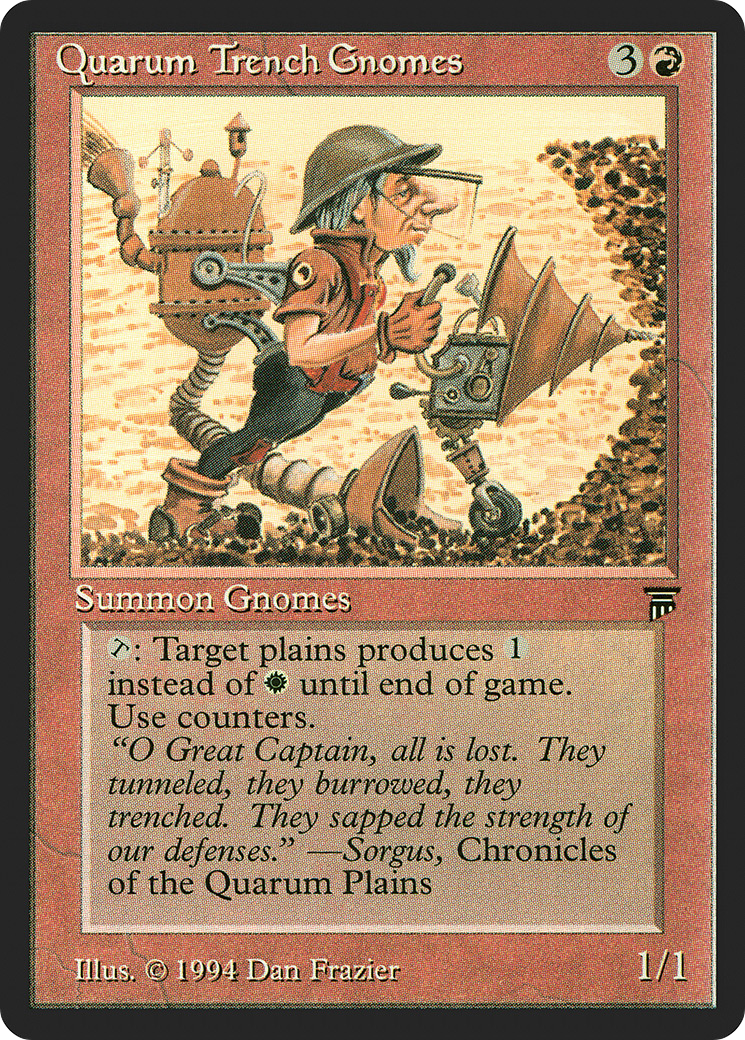 Quarum Trench Gnomes 3
Summon Gnomes
T: Target plains produces 1
instead of until end of game.
Use counters.
“O Great Captain, all is lost. They
tunneled, they burrowed, they
trenched. They sapped the strength of
our defenses.” —Sorgus, Chronicles
of the Quarum Plains
Illus. © 1994 Dan Frazier 1/1